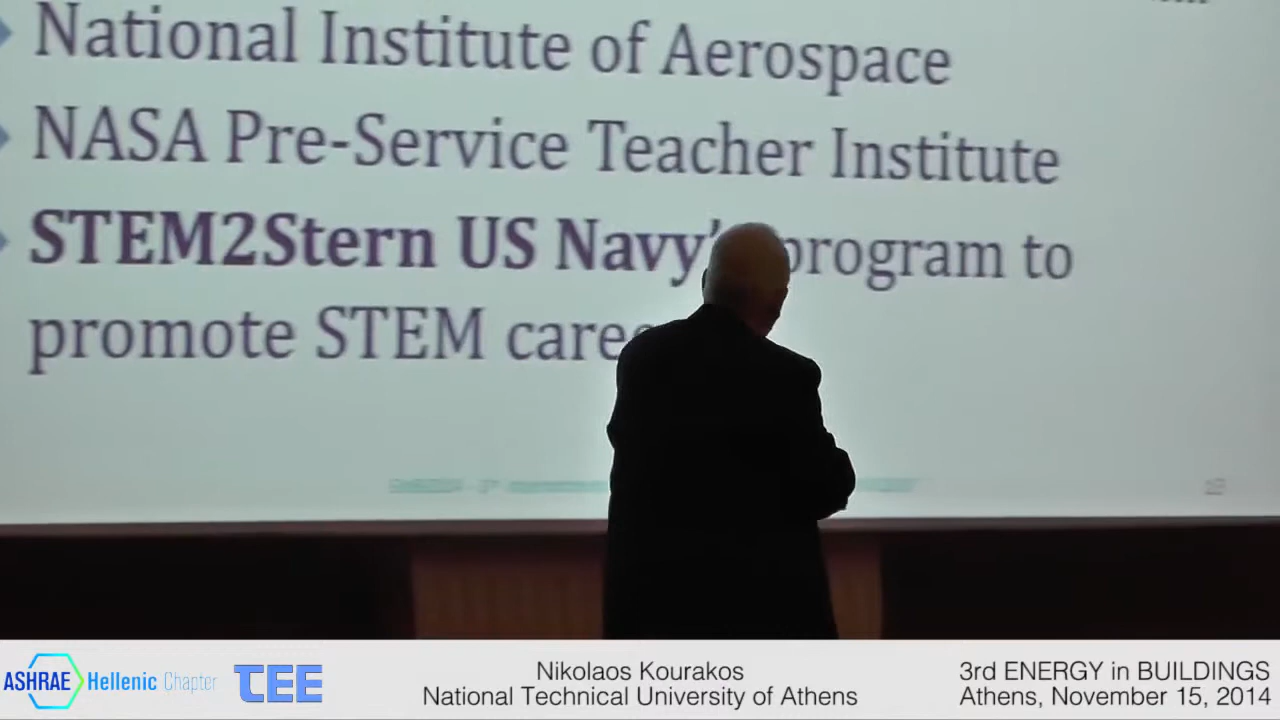 National Institute of Aerospace
NASA Pre-Service Teacher Institute
STEM2Stern US Navy' program to
promote STEM
ASHRAE Hellenic Chapter
TEE
Nikolaos Kourakos
National Technical University of Athens
3rd ENERGY in BUILDINGS
Athens, November 15, 2014